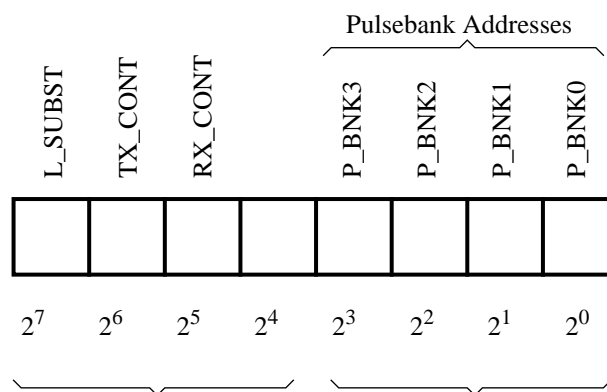 Pulsebank Addresses
L_SUBST TX_CONT RX_CONT P_BNK3 P_BNK2 P_BNK1 P_BNK0
2^7 2^6 2^5 2^4 2^3 2^2 2^1 2^0